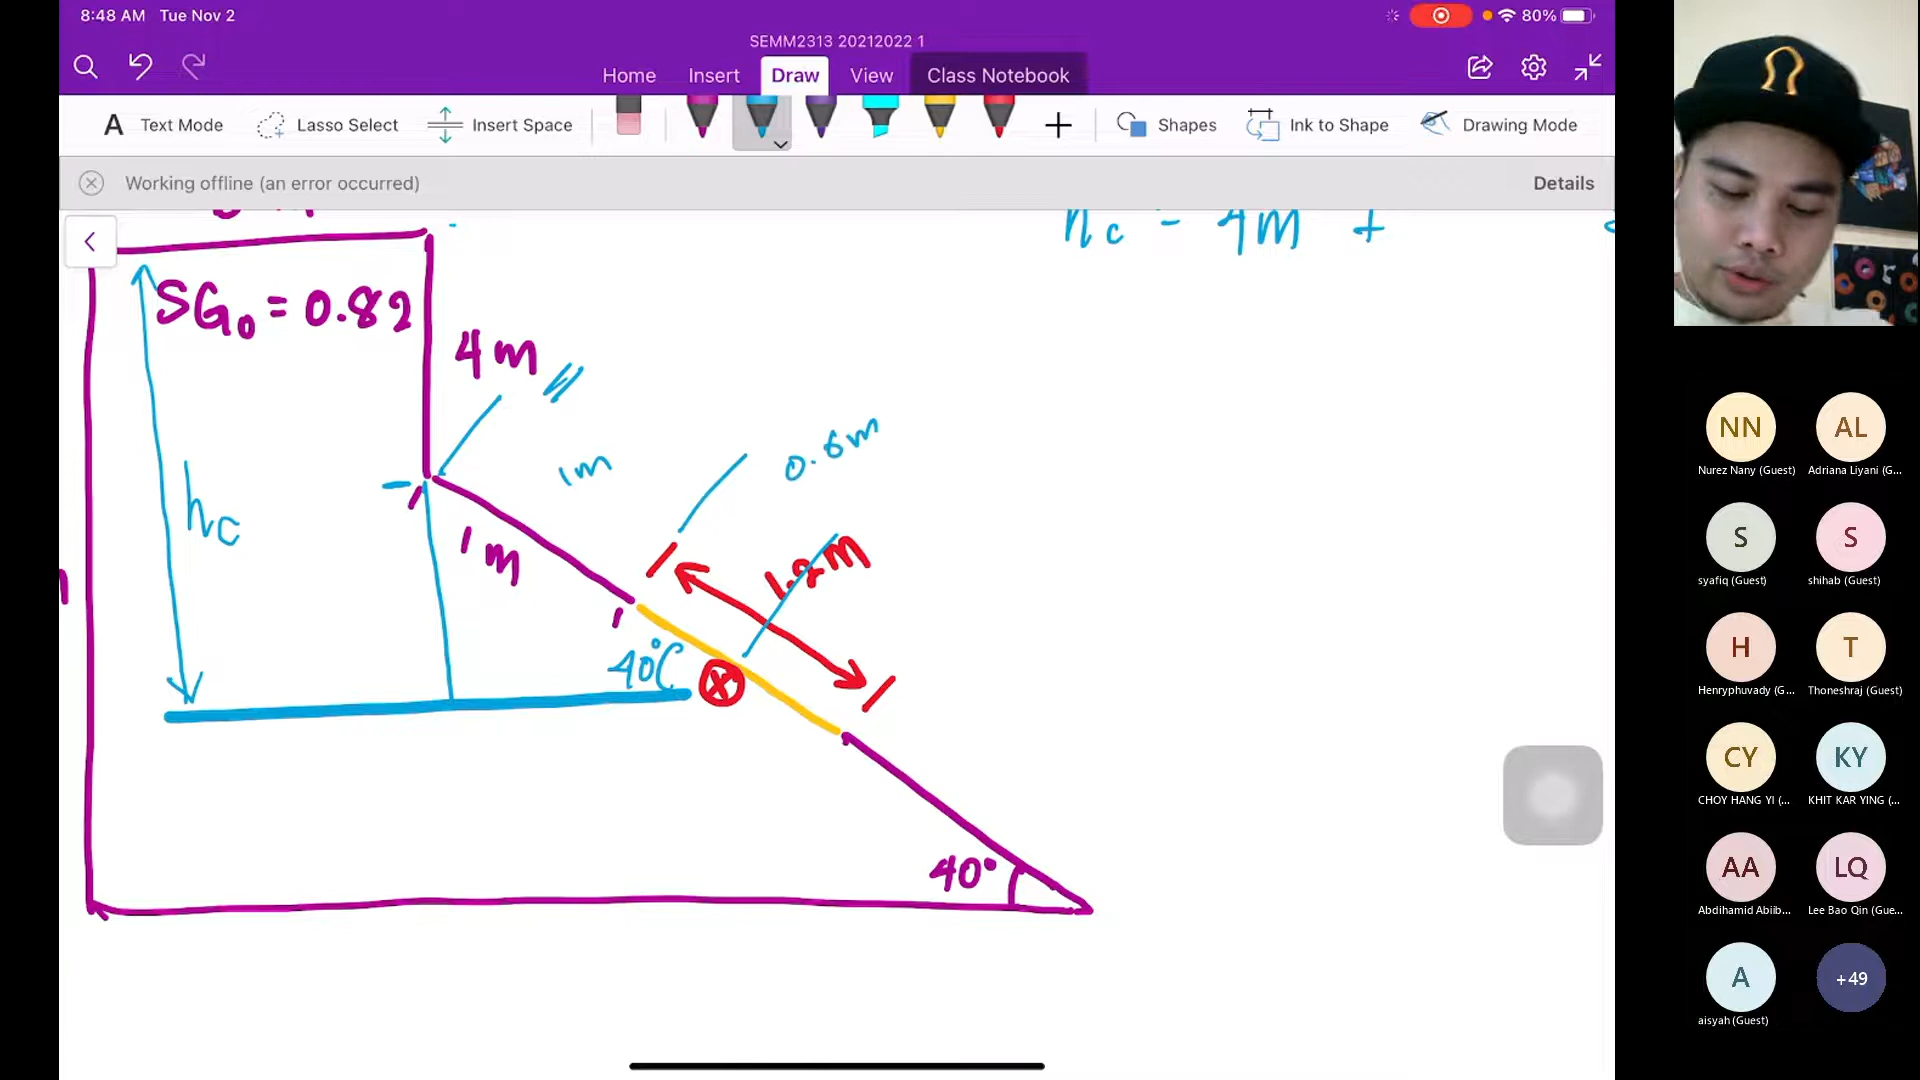 8:48 AM Tue Nov 2
80%
SEMM2313 20212022 1
Home Insert Draw View Class Notebook
A Text Mode Lasso Select Insert Space Shapes Ink to Shape Drawing Mode
Working offline (an error occurred) Details
hc = 4m +
SGo = 0.82
4m
1m
0.6m
hc
1m
1.2m
40°C
40°
NN
AL
Nurez Nany (Guest)
Adriana Liyani (G...
S
S
syafiq (Guest)
shihab (Guest)
H
T
Henryphuvady (G...
Thoneshraj (Guest)
CY
KY
CHOY HANG YI (...
KHIT KAR YING (...
AA
LQ
Abdihamid Abiib...
Lee Bao Qin (Gue...
A
+49
aisyah (Guest)